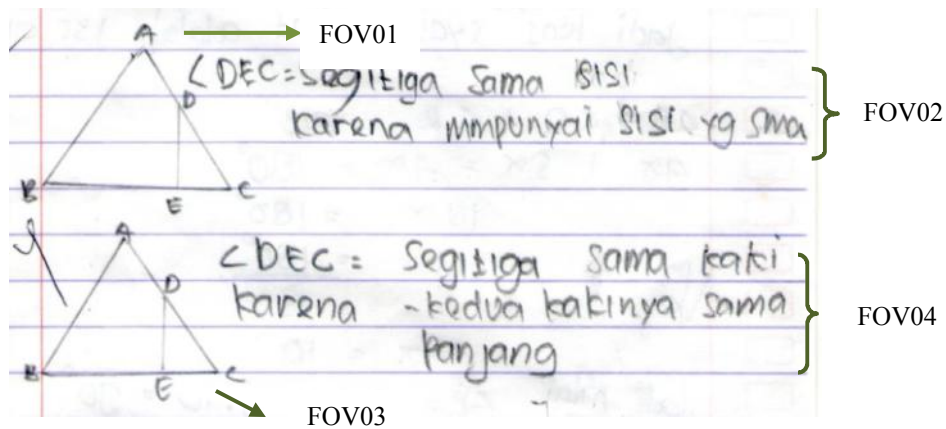 A FOV01
∠DEC = segitiga sama sisi
D
karena mmpunyai sisi yg sma FOV02
B E C
A
∠DEC = Segitiga sama kaki
D
karena - kedua kakinya sama FOV04
panjang
B E C
FOV03